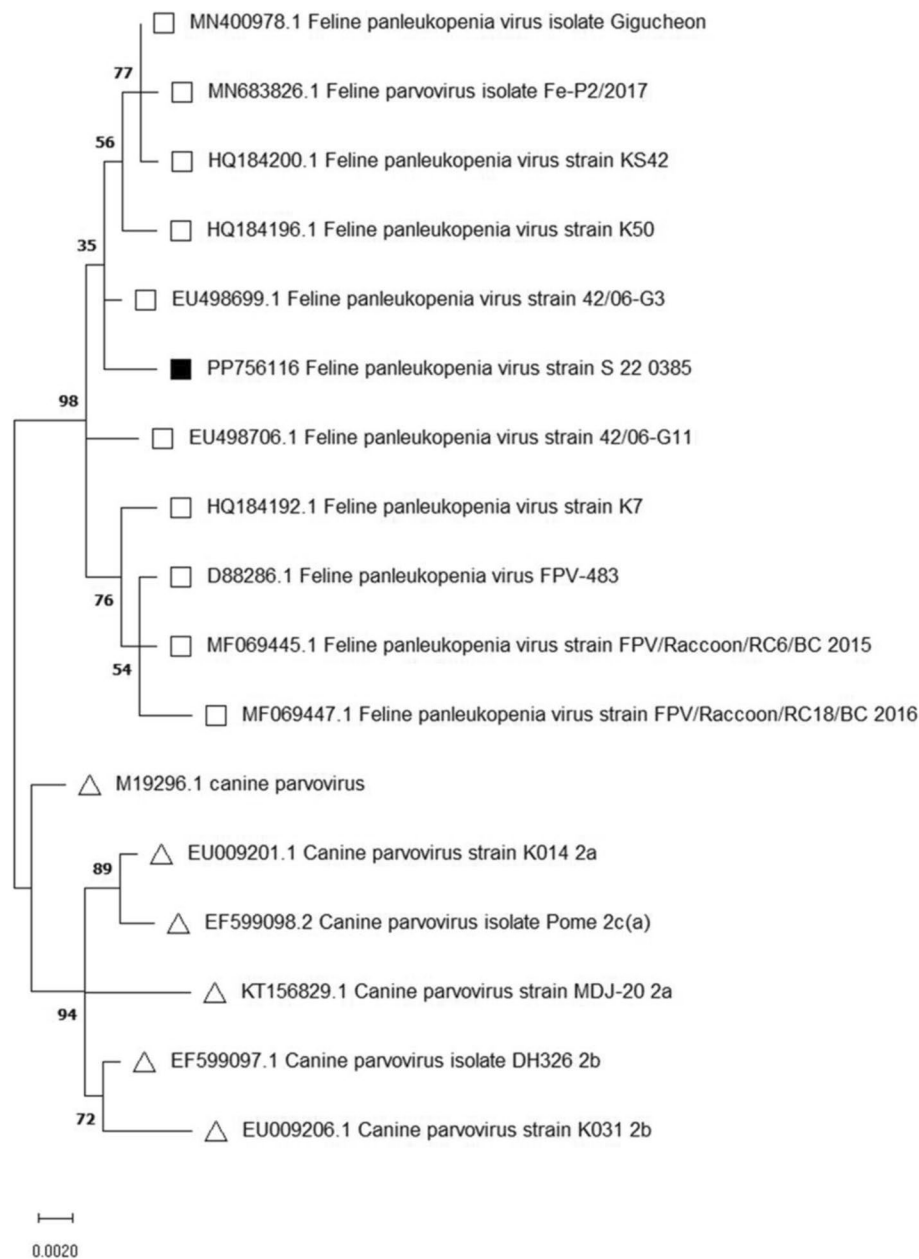 MN400978.1 Feline panleukopenia virus isolate Gigucheon
77
MN683826.1 Feline parvovirus isolate Fe-P2/2017
56
HQ184200.1 Feline panleukopenia virus strain KS42
HQ184196.1 Feline panleukopenia virus strain K50
35
EU498699.1 Feline panleukopenia virus strain 42/06-G3
PP756116 Feline panleukopenia virus strain S 22 0385
98
EU498706.1 Feline panleukopenia virus strain 42/06-G11
HQ184192.1 Feline panleukopenia virus strain K7
D88286.1 Feline panleukopenia virus FPV-483
76
MF069445.1 Feline panleukopenia virus strain FPV/Raccoon/RC6/BC 2015
54
MF069447.1 Feline panleukopenia virus strain FPV/Raccoon/RC18/BC 2016
M19296.1 canine parvovirus
EU009201.1 Canine parvovirus strain K014 2a
89
EF599098.2 Canine parvovirus isolate Pome 2c(a)
KT156829.1 Canine parvovirus strain MDJ-20 2a
94
EF599097.1 Canine parvovirus isolate DH326 2b
72
EU009206.1 Canine parvovirus strain K031 2b
0.0020